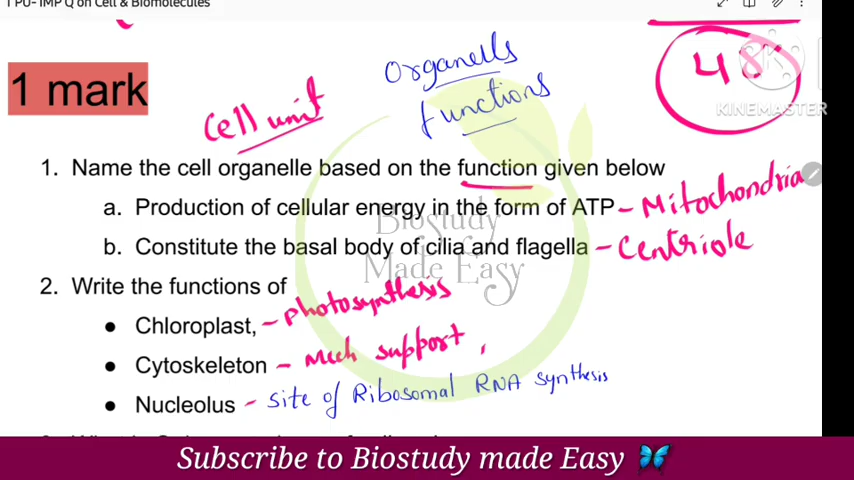 1 PU- IMP Q on Cell & Biomolecules
48
KINEMASTER
Organells
functions
1 mark
Cell unit
1. Name the cell organelle based on the function given below
a. Production of cellular energy in the form of ATP - Mitochondria
Biostudy
b. Constitute the basal body of cilia and flagella - Centriole
Made Easy
2. Write the functions of
● Chloroplast, - photosynthesis
● Cytoskeleton - Mech support,
● Nucleolus - Site of Ribosomal RNA synthesis
Subscribe to Biostudy made Easy 🦋